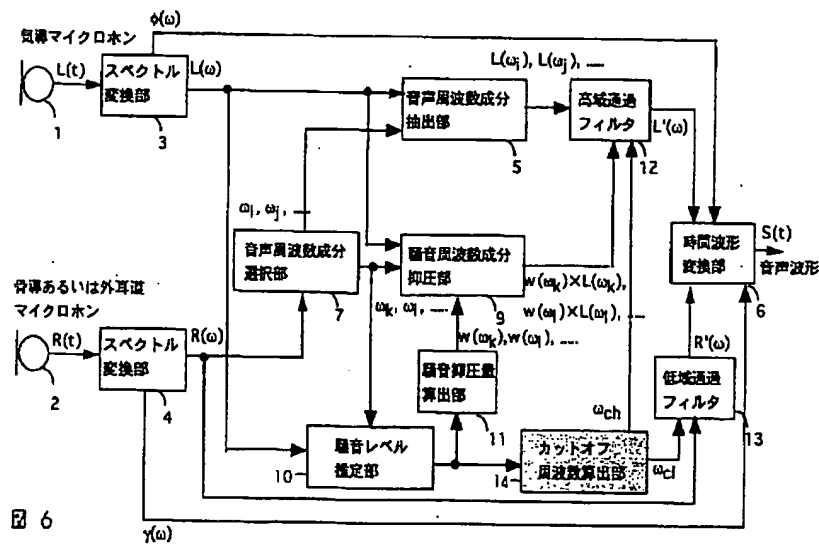 φ(ω)
気導マイクロホン
L(t)
スペクトル
変換部
L(ω)
1
3
L(ωi), L(ωj), ....
音声周波数成分
抽出部
5
高域通過
フィルタ
12
L'(ω)
ωi, ωj, ....
音声周波数成分
選択部
7
騒音周波数成分
抑圧部
9
ωk, ωl, ....
w(ωk)×L(ωk),
w(ωl)×L(ωl), ....
時間波形
変換部
6
S(t)
音声波形
骨導あるいは外耳道
マイクロホン
R(t)
スペクトル
変換部
R(ω)
2
4
w(ωk),w(ωl), ....
騒音抑圧量
算出部
11
R'(ω)
低域通過
フィルタ
13
ωch
騒音レベル
推定部
10
カットオフ
周波数算出部
14
ωcl
図 6
γ(ω)